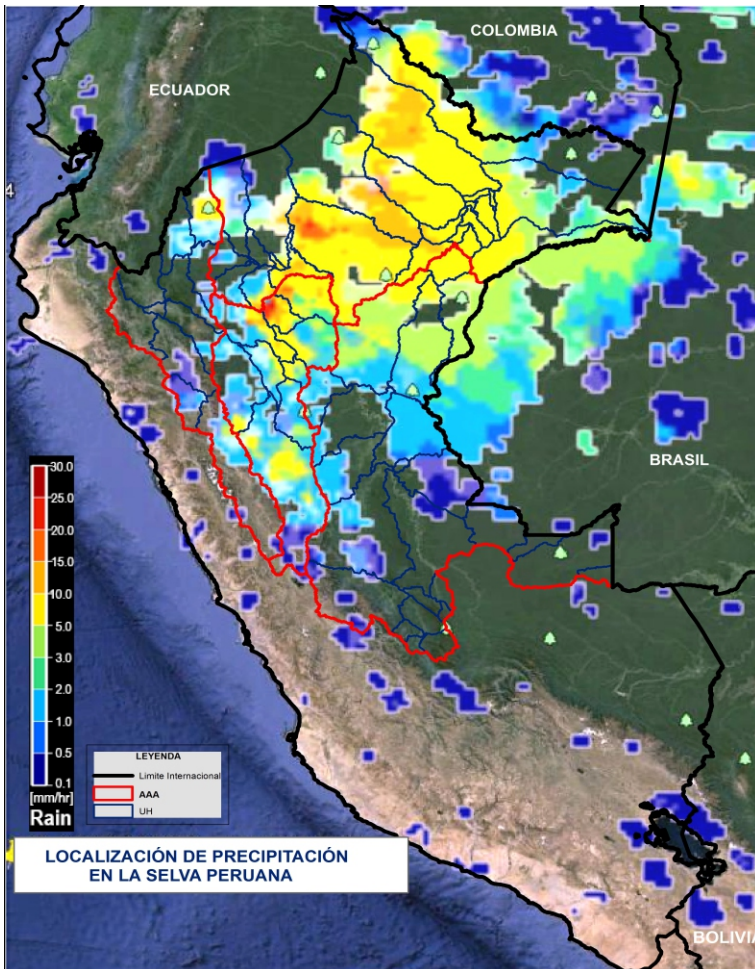 COLOMBIA
ECUADOR
4
BRASIL
30.0
25.0
20.0
15.0
10.0
5.0
3.0
2.0
1.0
0.5
0.1
[mm/hr]
Rain
LEYENDA
Limite Internacional
AAA
UH
LOCALIZACIÓN DE PRECIPITACIÓN
EN LA SELVA PERUANA
BOLIVIA